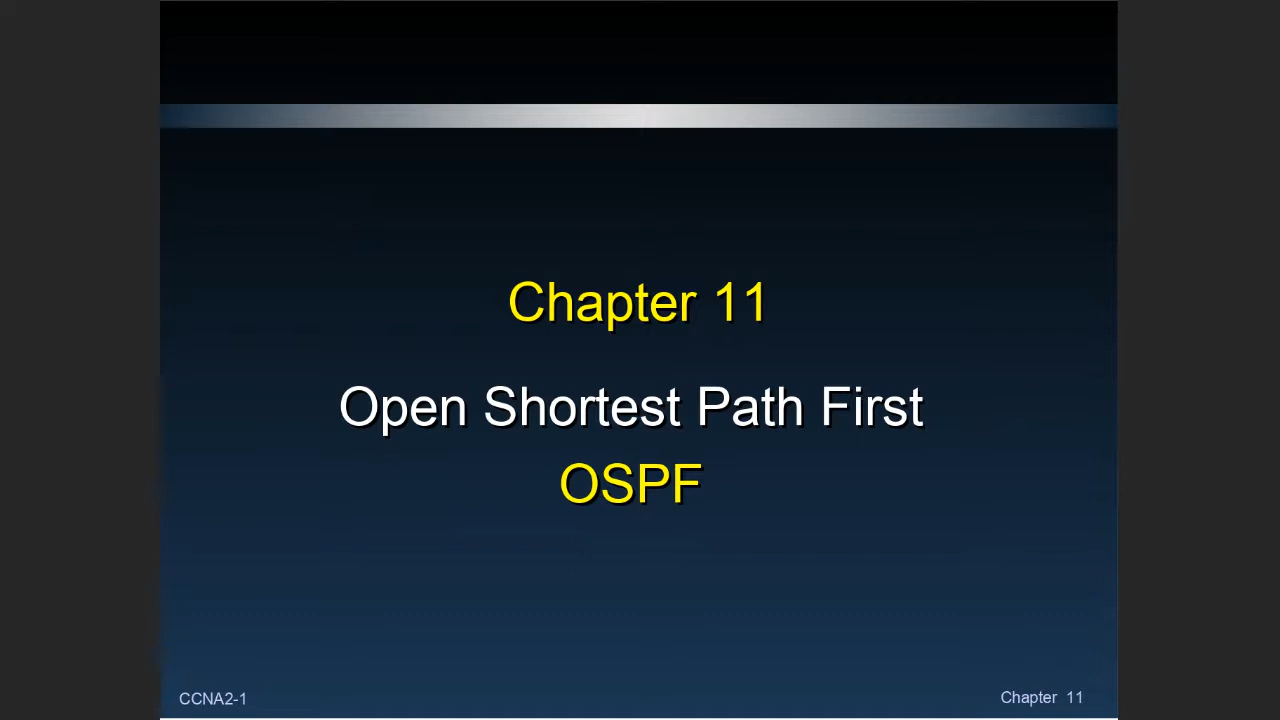 Chapter 11
Open Shortest Path First
OSPF
CCNA2-1
Chapter 11